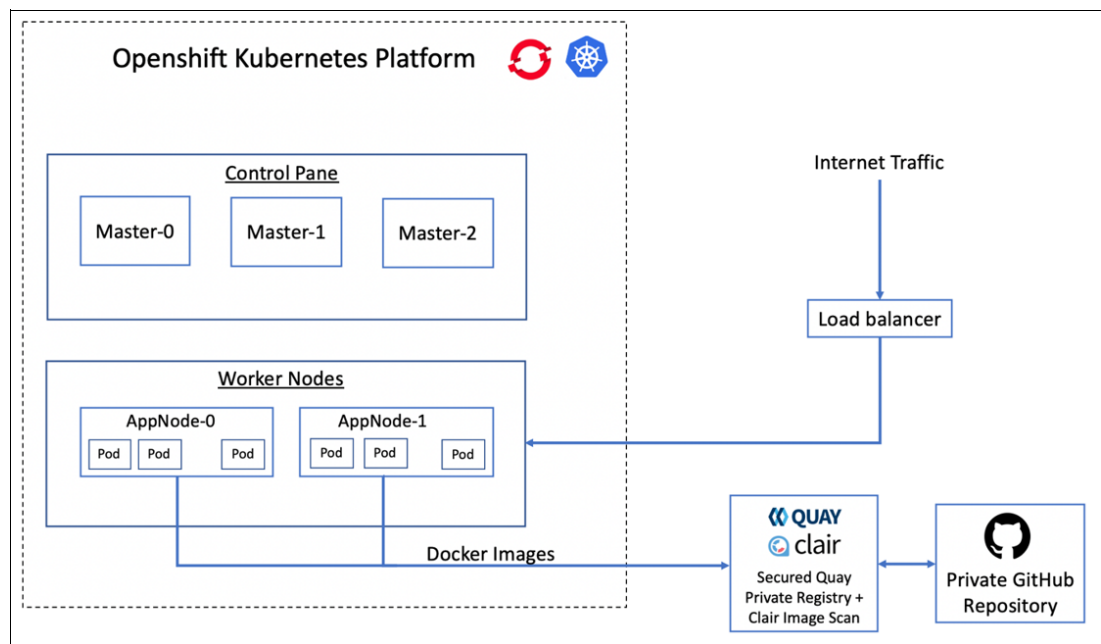 Openshift Kubernetes Platform
Control Pane
Master-0
Master-1
Master-2
Internet Traffic
Load balancer
Worker Nodes
AppNode-0
Pod
Pod
Pod
AppNode-1
Pod
Pod
Pod
Docker Images
QUAY
clair
Secured Quay
Private Registry +
Clair Image Scan
Private GitHub
Repository